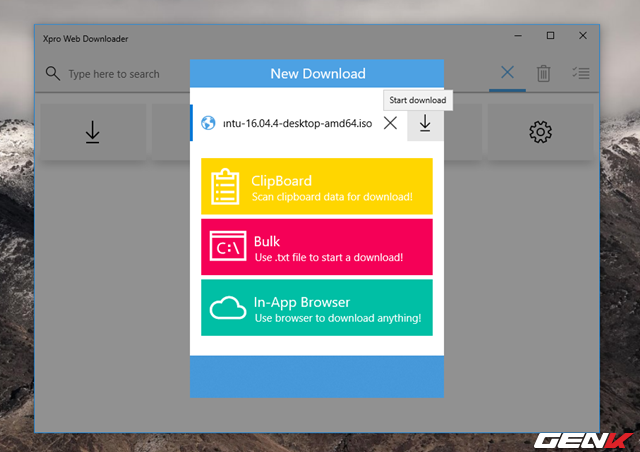 Xpro Web Downloader
Type here to search
New Download
Start download
ntu-16.04.4-desktop-amd64.iso
ClipBoard
Scan clipboard data for download!
C:\
Bulk
Use .txt file to start a download!
In-App Browser
Use browser to download anything!
GENK